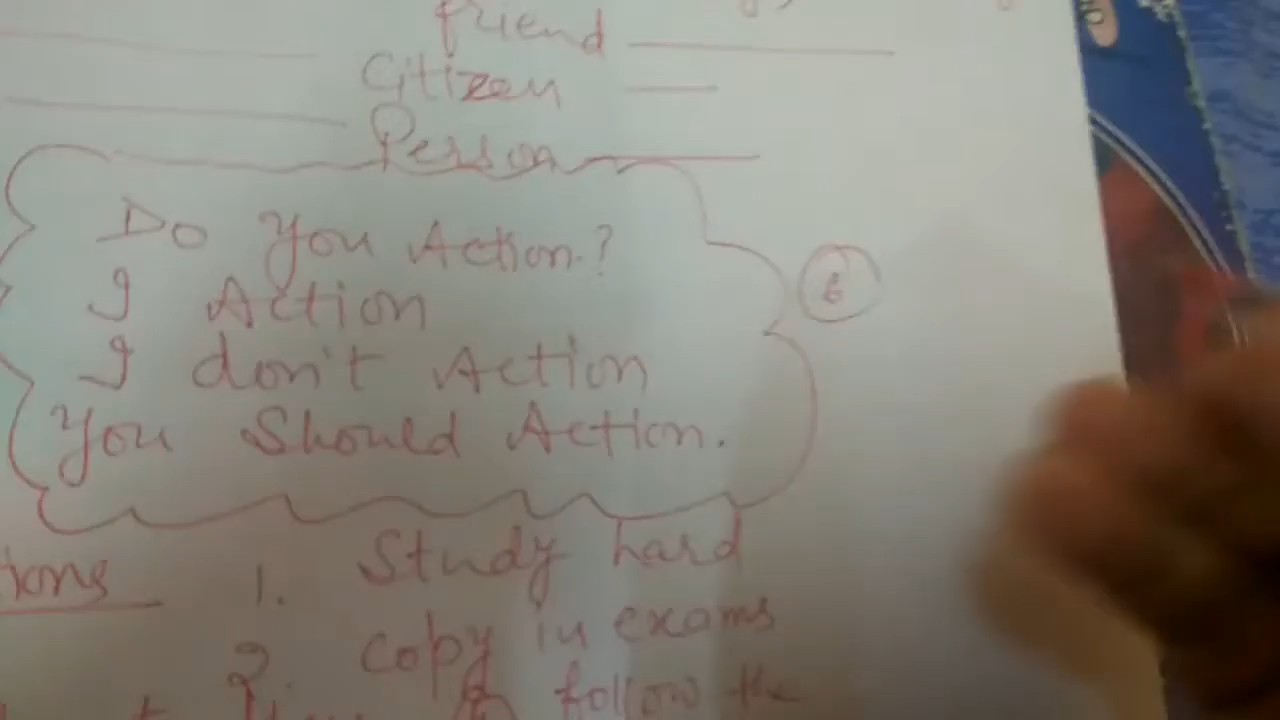 friend
Citizen
Person
Do you Action?
I Action
6
I don't Action
You Should Action.
1. Study hard
2 copy in exams
follow the